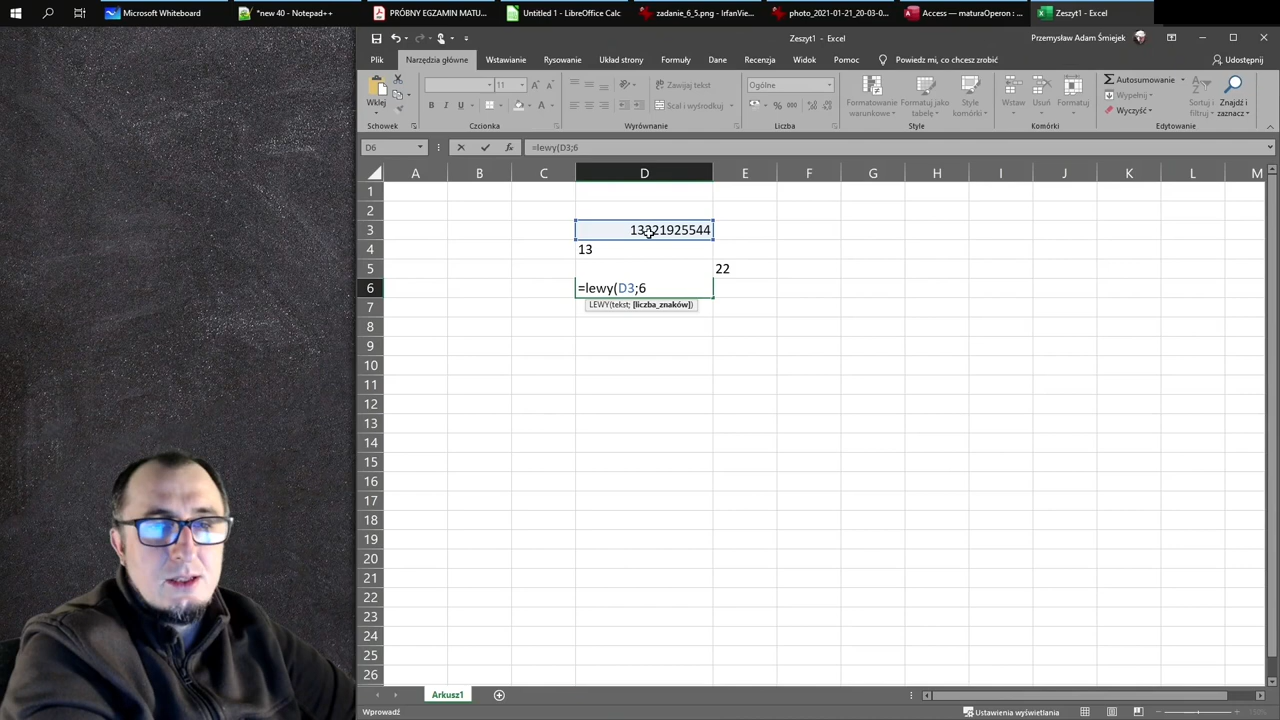 Microsoft Whiteboard
*new 40 - Notepad++
PRÓBNY EGZAMIN MATU...
Untitled 1 - LibreOffice Calc
zadanie_6_5.png - IrfanVie...
photo_2021-01-21_20-03-0...
Access — maturaOperon : ...
Zeszyt1 - Excel
Zeszyt1 - Excel
Przemysław Adam Śmiejek
Plik Narzędzia główne Wstawianie Rysowanie Układ strony Formuły Dane Recenzja Widok Pomoc Powiedz mi, co chcesz zrobić Udostępnij
Wklej
11
Zawijaj tekst
Scal i wyśrodkuj
Ogólne
Formatowanie warunkowe
Formatuj jako tabelę
Style komórki
Wstaw
Usuń
Formatuj
Autosumowanie
Wypełnij
Wyczyść
Sortuj i filtruj
Znajdź i zaznacz
Schowek Czcionka Wyrównanie Liczba Style Komórki Edytowanie
D6 fx =lewy(D3;6
A B C D E F G H I J K L M
1
2
3
4 13
5 22
6 =lewy(D3;6
7 LEWY(tekst; [liczba_znaków])
8
9
10
11
12
13
14
15
16
17
18
19
20
21
22
23
24
25
26
Arkusz1
Wprowadź Ustawienia wyświetlania